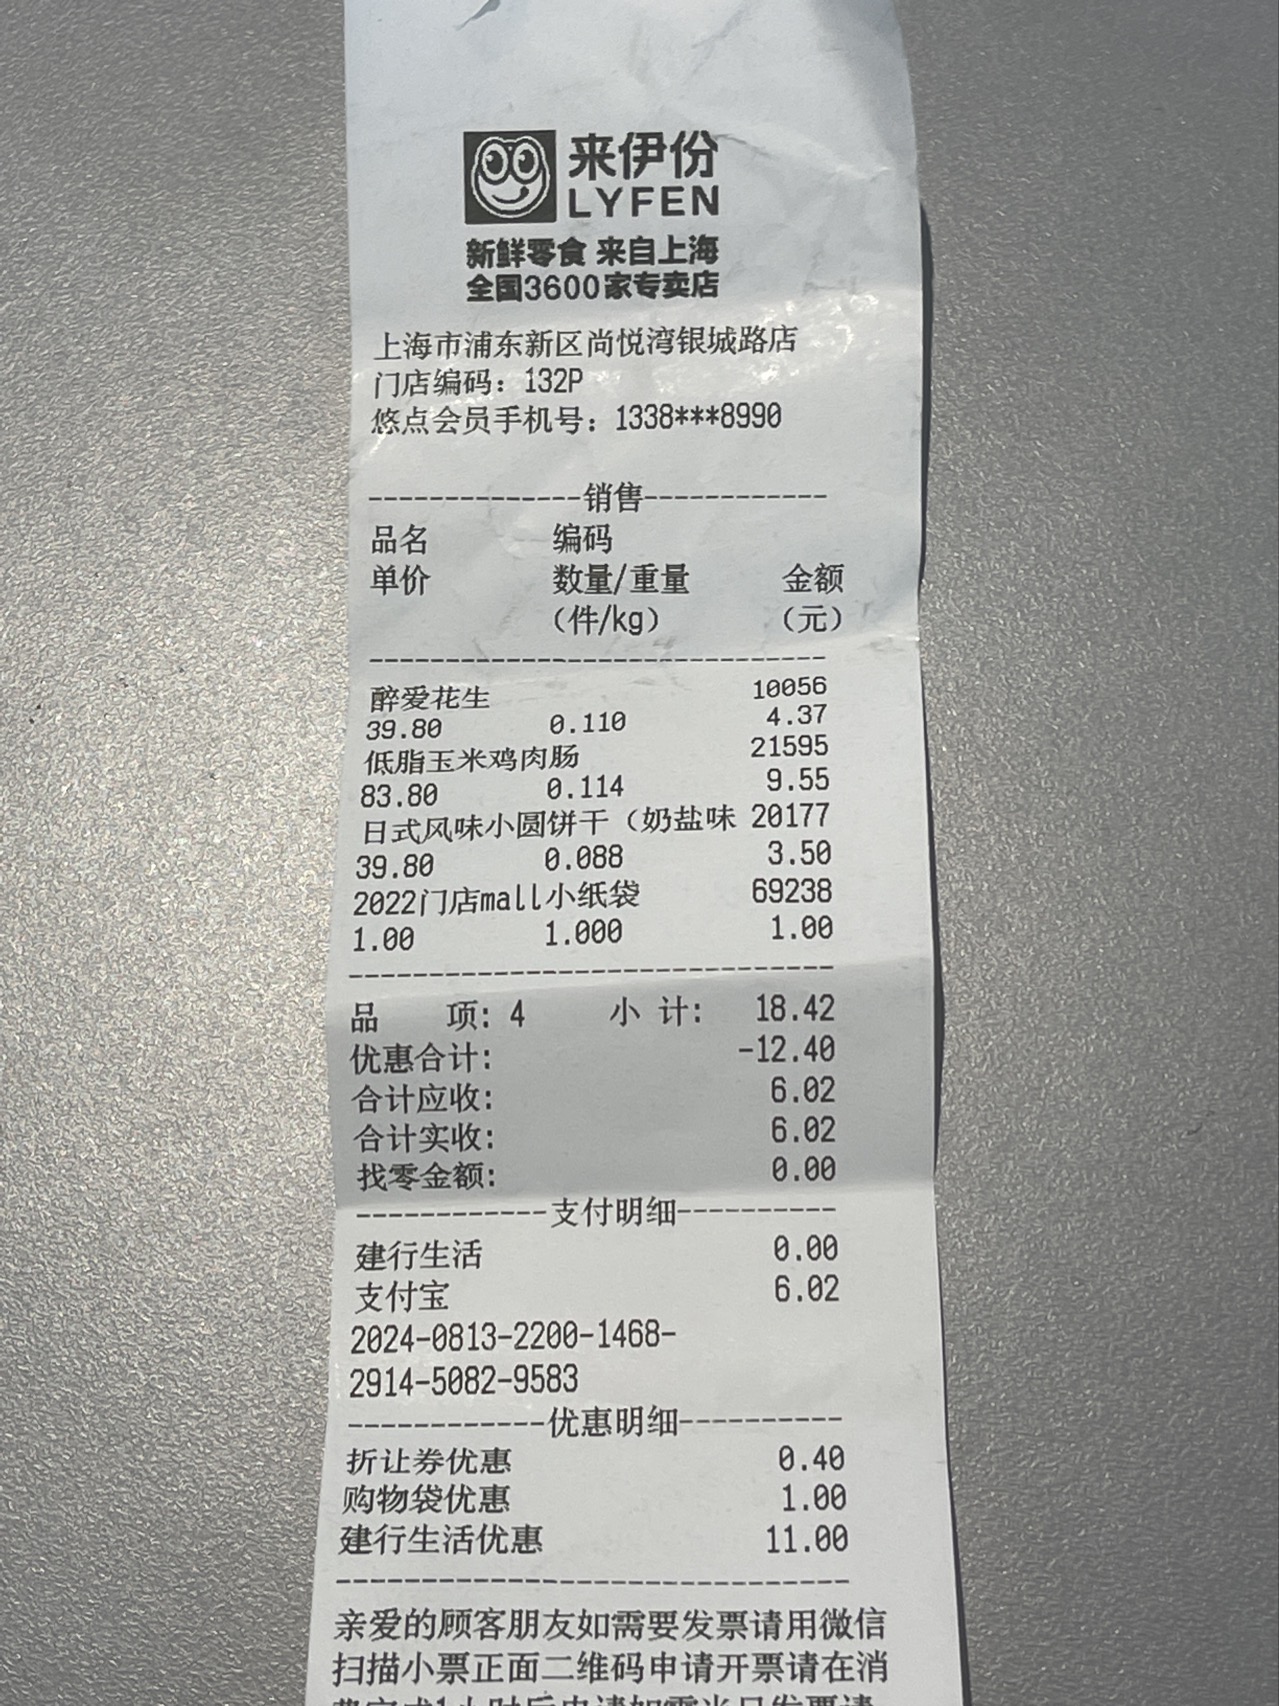 来伊份
LYFEN
新鲜零食 来自上海
全国3600家专卖店
上海市浦东新区尚悦湾银城路店
门店编码：132P
悠点会员手机号：1338***8990
--------------销售------------
品名 编码
单价 数量/重量 金额
（件/kg） （元）
------------------------------
醉爱花生 10056
39.80 0.110 4.37
低脂玉米鸡肉肠 21595
83.80 0.114 9.55
日式风味小圆饼干（奶盐味 20177
39.80 0.088 3.50
2022门店mall小纸袋 69238
1.00 1.000 1.00
------------------------------
品 项: 4 小 计: 18.42
优惠合计: -12.40
合计应收: 6.02
合计实收: 6.02
找零金额: 0.00
------------支付明细----------
建行生活 0.00
支付宝 6.02
2024-0813-2200-1468-
2914-5082-9583
------------优惠明细----------
折让券优惠 0.40
购物袋优惠 1.00
建行生活优惠 11.00
------------------------------
亲爱的顾客朋友如需要发票请用微信
扫描小票正面二维码申请开票请在消